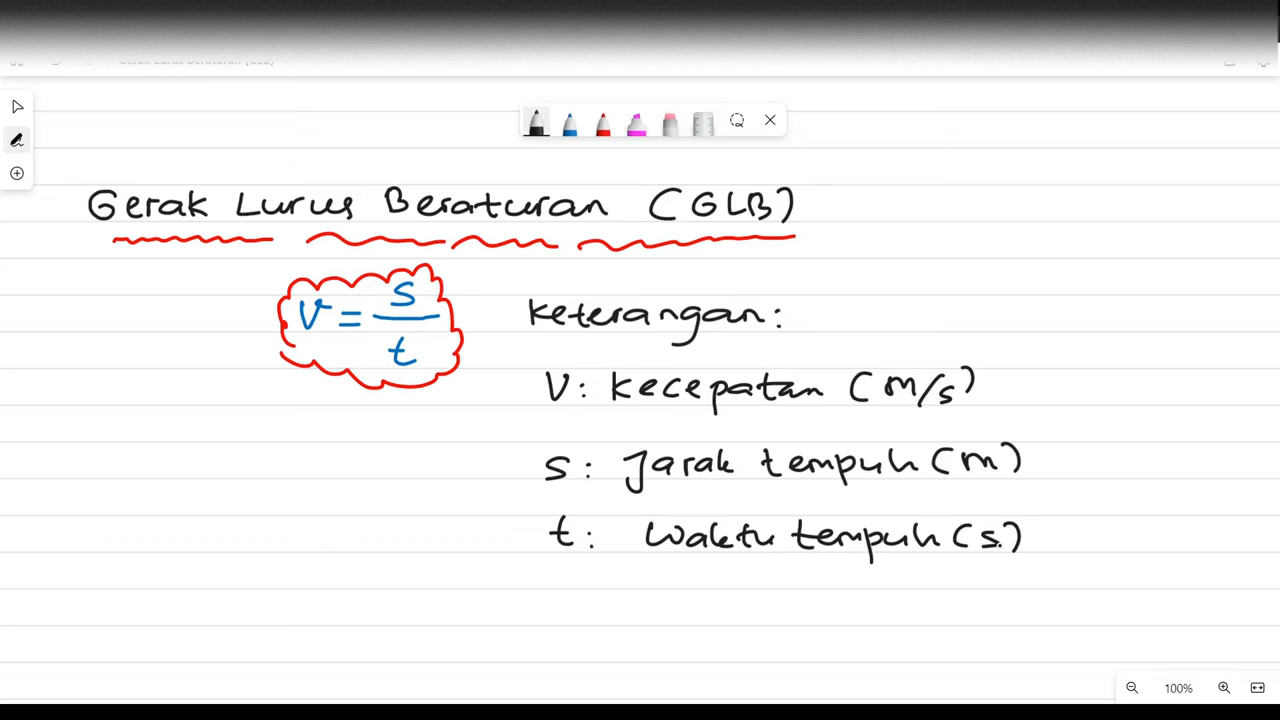 Gerak Lurus Beraturan (GLB)
V = s / t
Keterangan:
V: Kecepatan (m/s)
s: Jarak tempuh (m)
t: Waktu tempuh (s)
100%